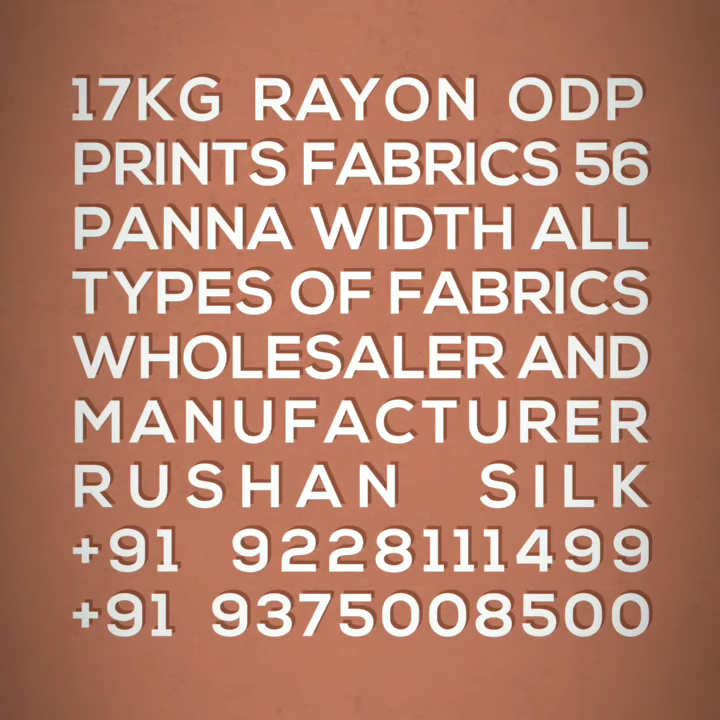 17KG RAYON ODP
PRINTS FABRICS 56
PANNA WIDTH ALL
TYPES OF FABRICS
WHOLESALER AND
MANUFACTURER
RUSHAN SILK
+91 9228111499
+91 9375008500